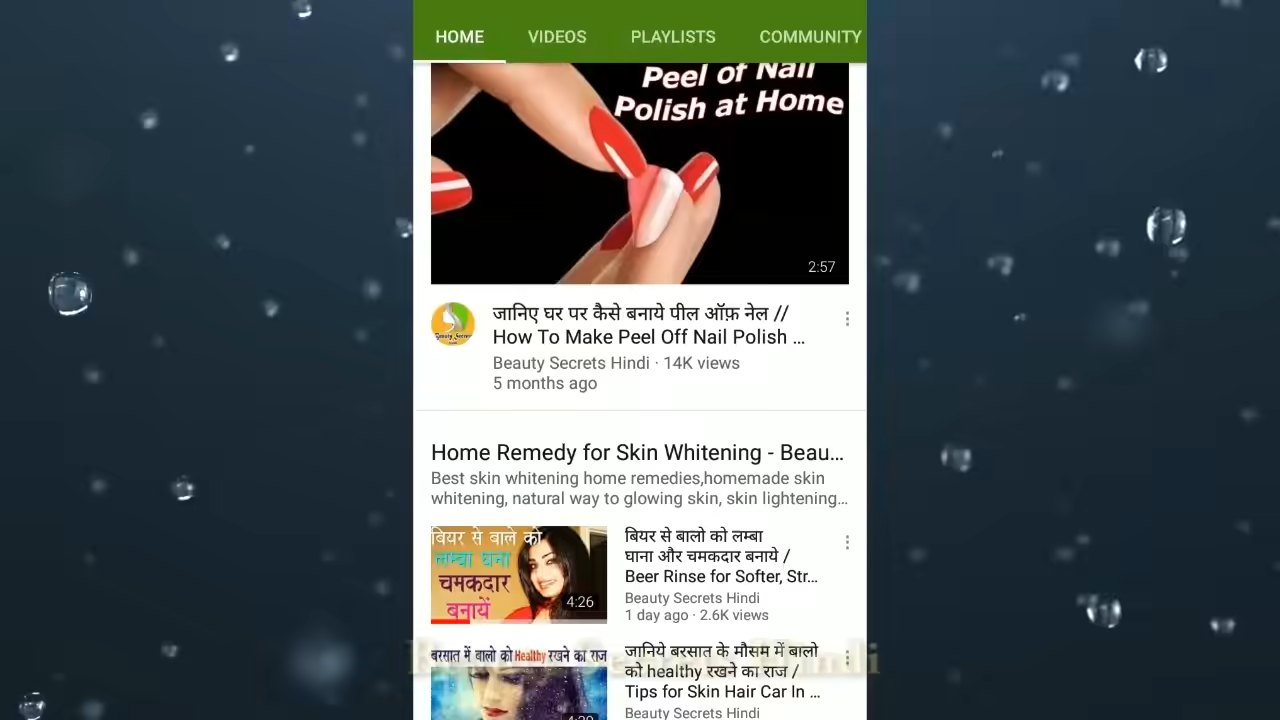 HOME VIDEOS PLAYLISTS COMMUNITY
Peel of Nail
Polish at Home
2:57
जानिए घर पर कैसे बनाये पील ऑफ़ नेल //
How To Make Peel Off Nail Polish ...
Beauty Secrets Hindi · 14K views
5 months ago
Home Remedy for Skin Whitening - Beau...
Best skin whitening home remedies,homemade skin
whitening, natural way to glowing skin, skin lightening...
बियर से बाले को
लम्बा घना
चमकदार
बनायें
4:26
बियर से बालो को लम्बा
घाना और चमकदार बनाये /
Beer Rinse for Softer, Str...
Beauty Secrets Hindi
1 day ago · 2.6K views
बरसात में बालो को Healthy रखने का राज
जानिये बरसात के मौसम में बालो
को healthy रखने का राज /
Tips for Skin Hair Car In ...
Beauty Secrets Hindi